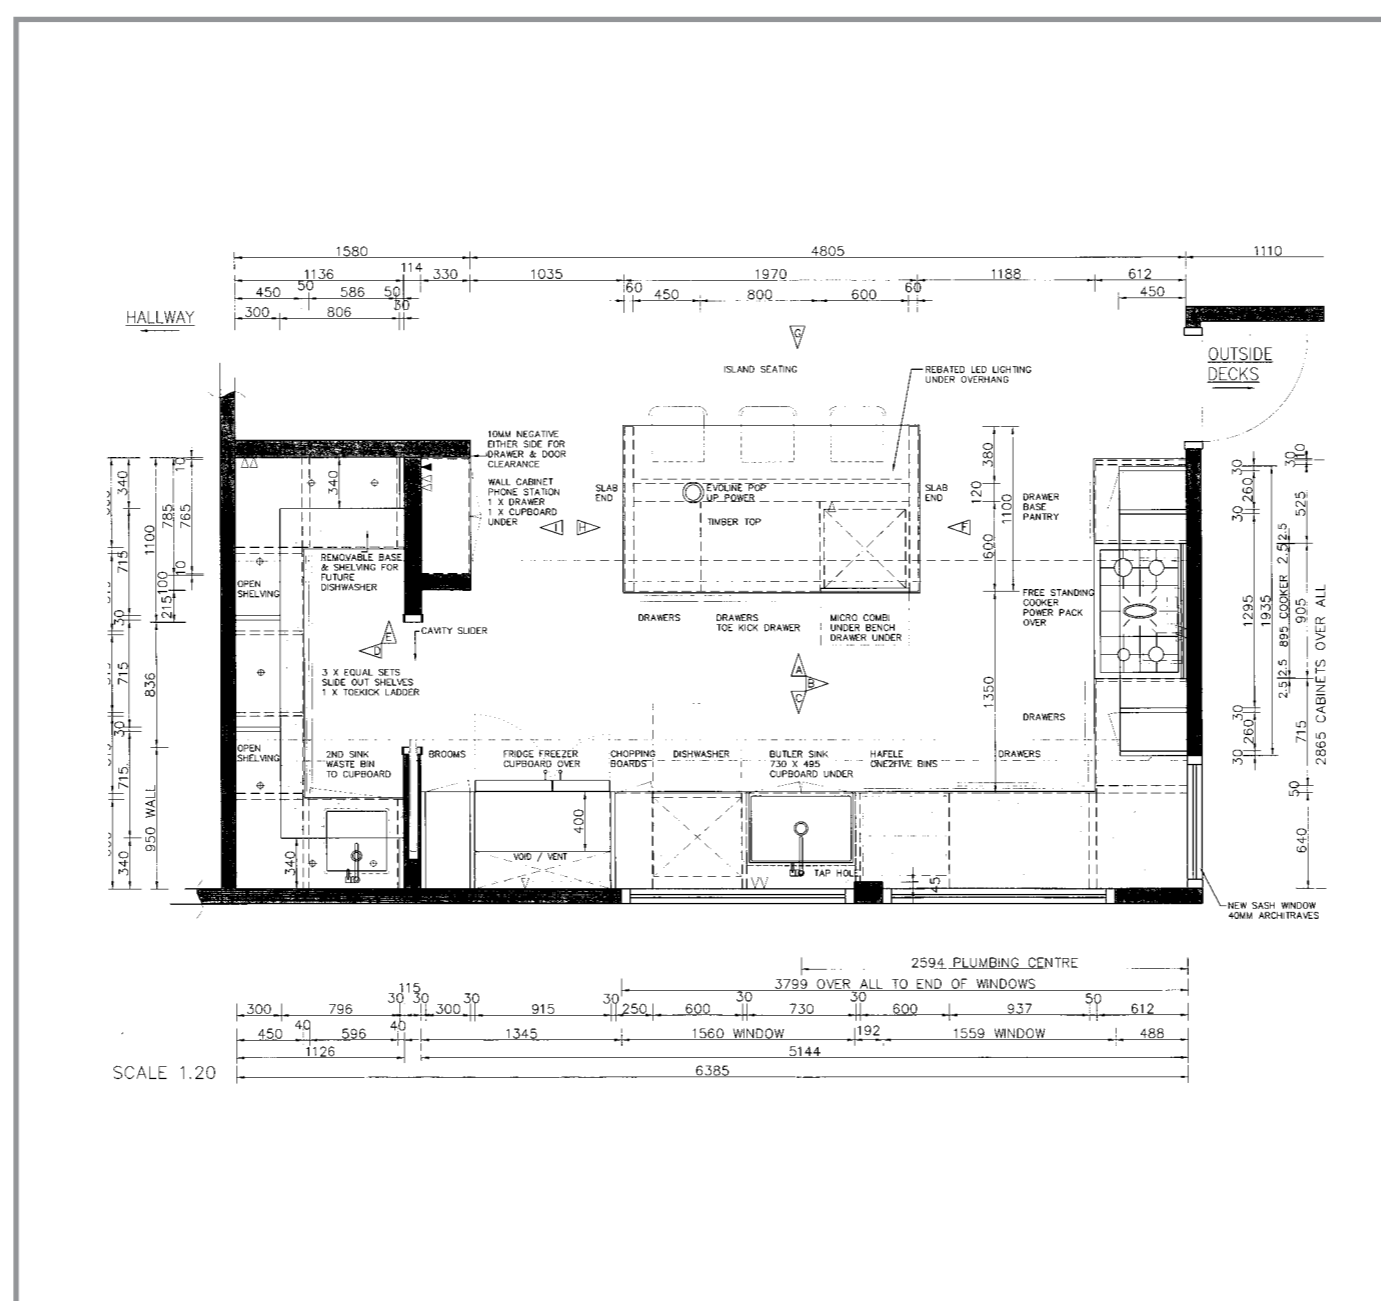 1580 4805 1110
1136 114 330 1035 1970 1188 612
450 50 586 50 60 450 800 600 60 450
300 806 30
HALLWAY
G
OUTSIDE
DECKS
ISLAND SEATING
REBATED LED LIGHTING
UNDER OVERHANG
10MM NEGATIVE
EITHER SIDE FOR
DRAWER & DOOR
CLEARANCE
WALL CABINET
PHONE STATION
1 X DRAWER
1 X CUPBOARD
UNDER
SLAB
END
EVOLINE POP
UP POWER
TIMBER TOP
SLAB
END
DRAWER
BASE
PANTRY
I H F
340
380
120
1100
600
REMOVABLE BASE
& SHELVING FOR
FUTURE
DISHWASHER
OPEN
SHELVING
FREE STANDING
COOKER
POWER PACK
OVER
DRAWERS
DRAWERS
TOE KICK DRAWER
MICRO COMBI
UNDER BENCH
DRAWER UNDER
CAVITY SLIDER
E
D
3 X EQUAL SETS
SLIDE OUT SHELVES
1 X TOEKICK LADDER
A
B
C
1350
DRAWERS
OPEN
SHELVING
2ND SINK
WASTE BIN
TO CUPBOARD
BROOMS
FRIDGE FREEZER
CUPBOARD OVER
CHOPPING
BOARDS
DISHWASHER
BUTLER SINK
730 X 495
CUPBOARD UNDER
HAFELE
ONE2FIVE BINS
DRAWERS
400
VOID / VENT
340
TAP HOLE
45
340
715
30
715
30
715
340
1100
836
950 WALL
785
100
215
10
765
10
30
260
30
1295
30
260
30
1935
2.5
895 COOKER
2.5
30
10
525
2.5
905
2.5
715
50
640
2865 CABINETS OVER ALL
NEW SASH WINDOW
40MM ARCHITRAVES
2594 PLUMBING CENTRE
3799 OVER ALL TO END OF WINDOWS
115
300 796 30 30 300 30 915 30 250 600 30 730 30 600 937 50 612
450 40 596 40 1345 1560 WINDOW 192 1559 WINDOW 488
1126 5144
6385
SCALE 1.20